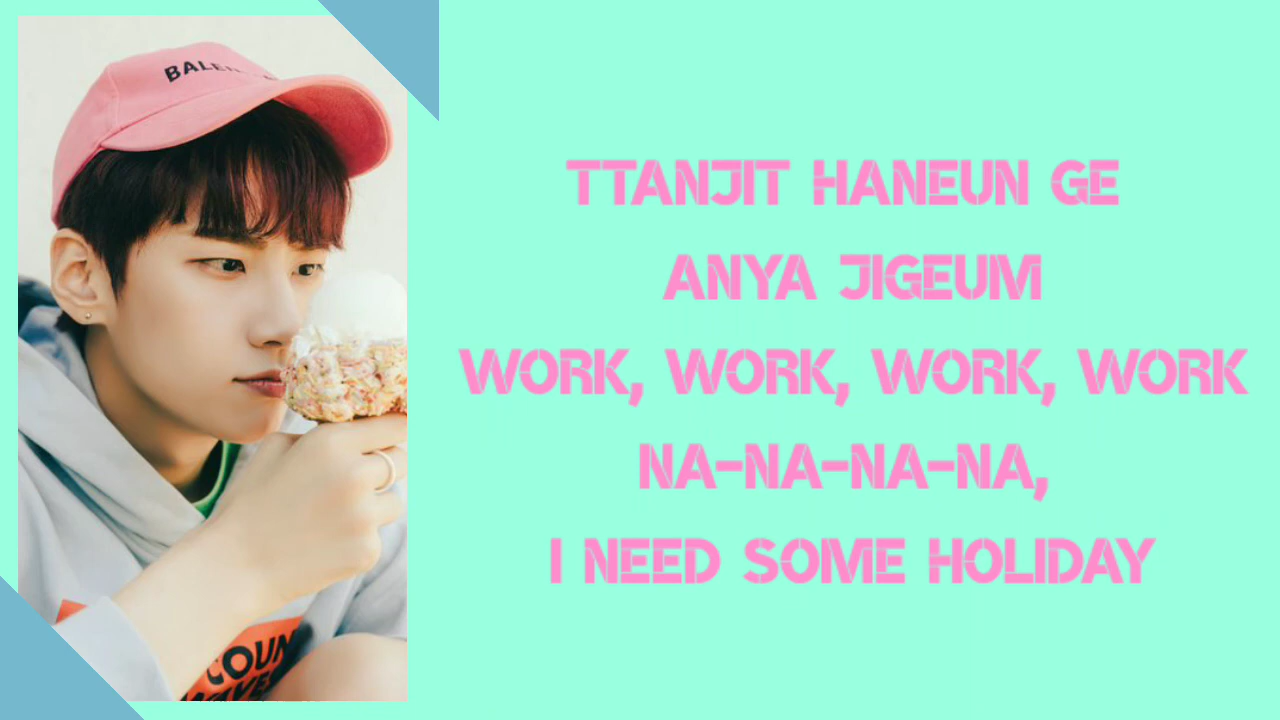 TTANJIT HANEUN GE
ANYA JIGEUM
WORK, WORK, WORK, WORK
NA-NA-NA-NA,
I NEED SOME HOLIDAY